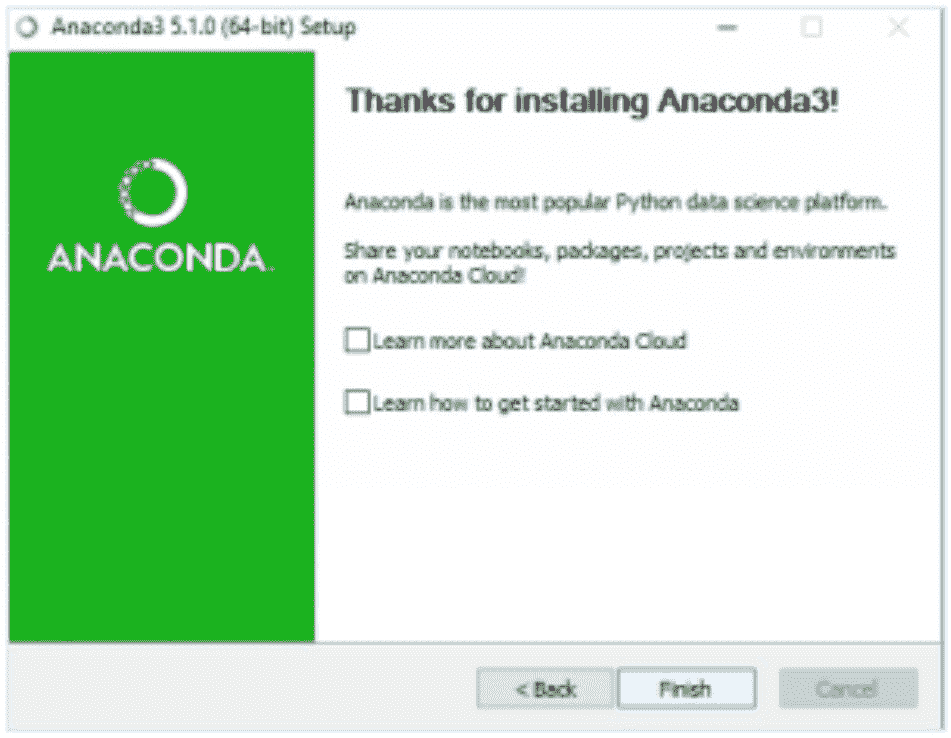 Anaconda3 5.1.0 (64-bit) Setup
Thanks for installing Anaconda3!
ANACONDA.
Anaconda is the most popular Python data science platform.
Share your notebooks, packages, projects and environments
on Anaconda Cloud!
Learn more about Anaconda Cloud
Learn how to get started with Anaconda
< Back
Finish
Cancel